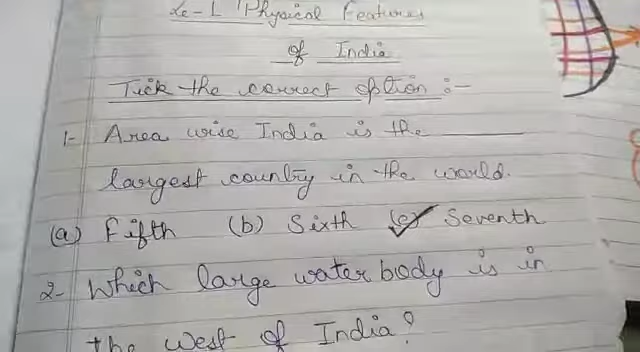 Le-1 "Physical Features
of India
Tick the correct option :-
1- Area wise India is the ______
largest country in the world.
(a) Fifth (b) Sixth (c) ✓ Seventh
2- Which large water body is in
the west of India?